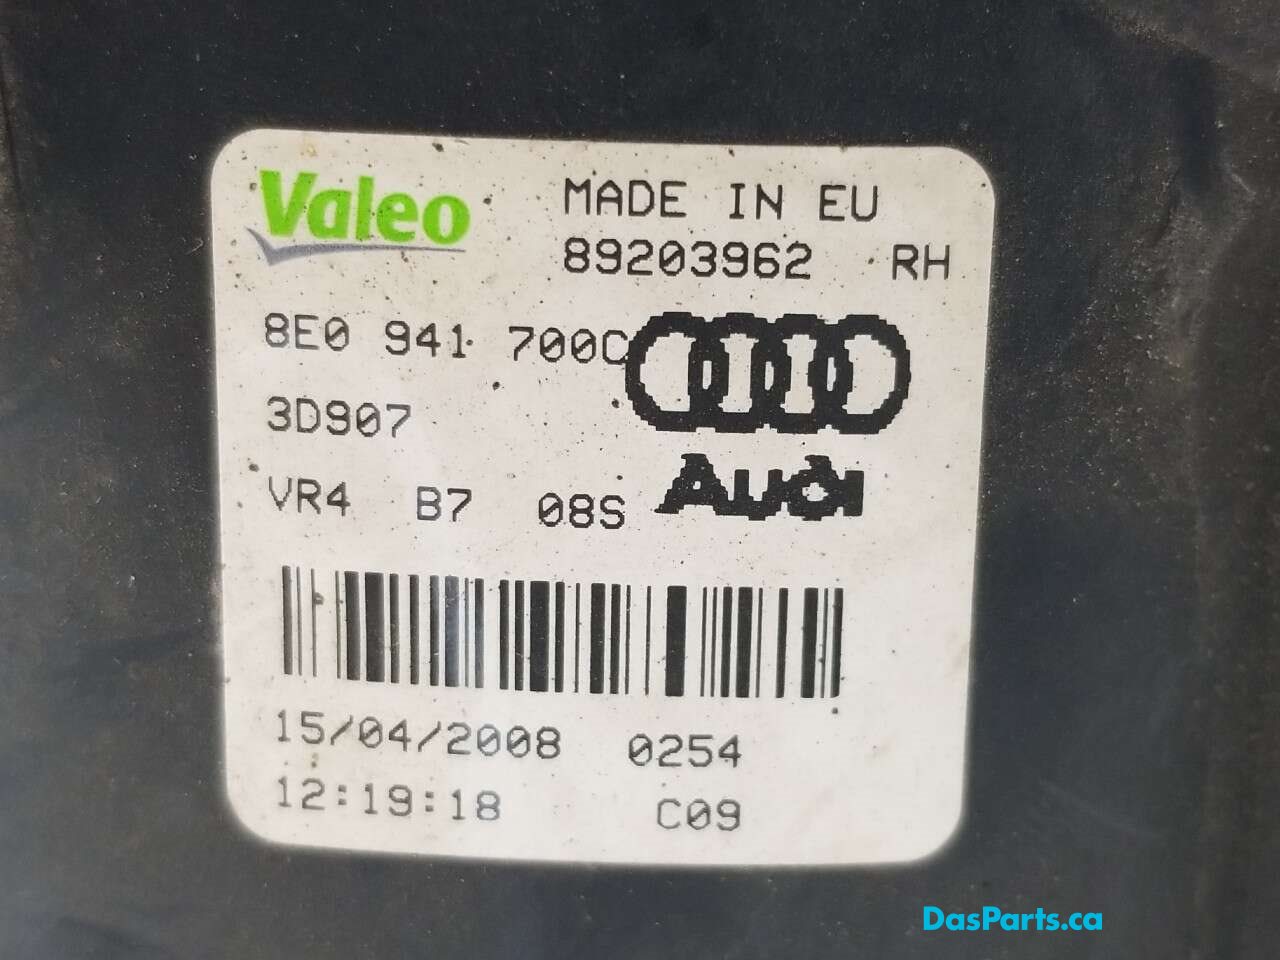 Valeo MADE IN EU
89203962 RH
8E0 941 700C
3D907
Audi
VR4 B7 08S
15/04/2008 0254
12:19:18 C09
DasParts.ca